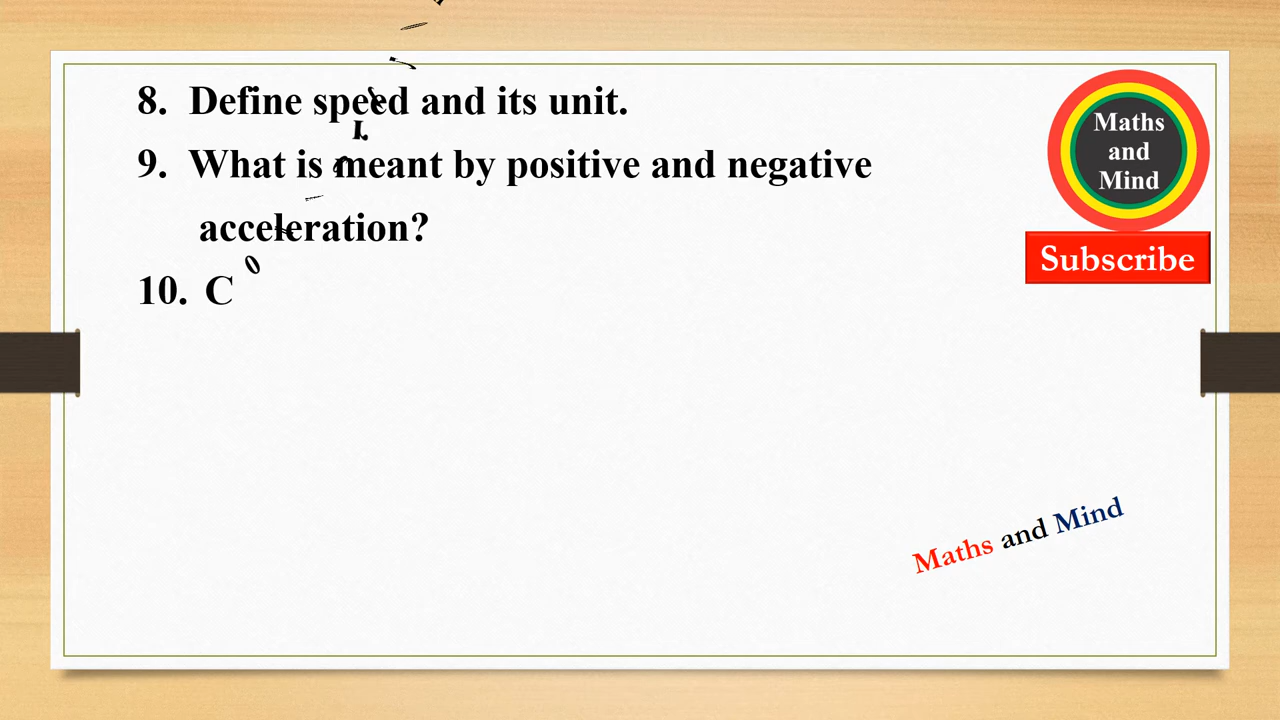 8. Define speed and its unit.
9. What is meant by positive and negative
acceleration?
10. C
Maths
and
Mind
Subscribe
Maths and Mind